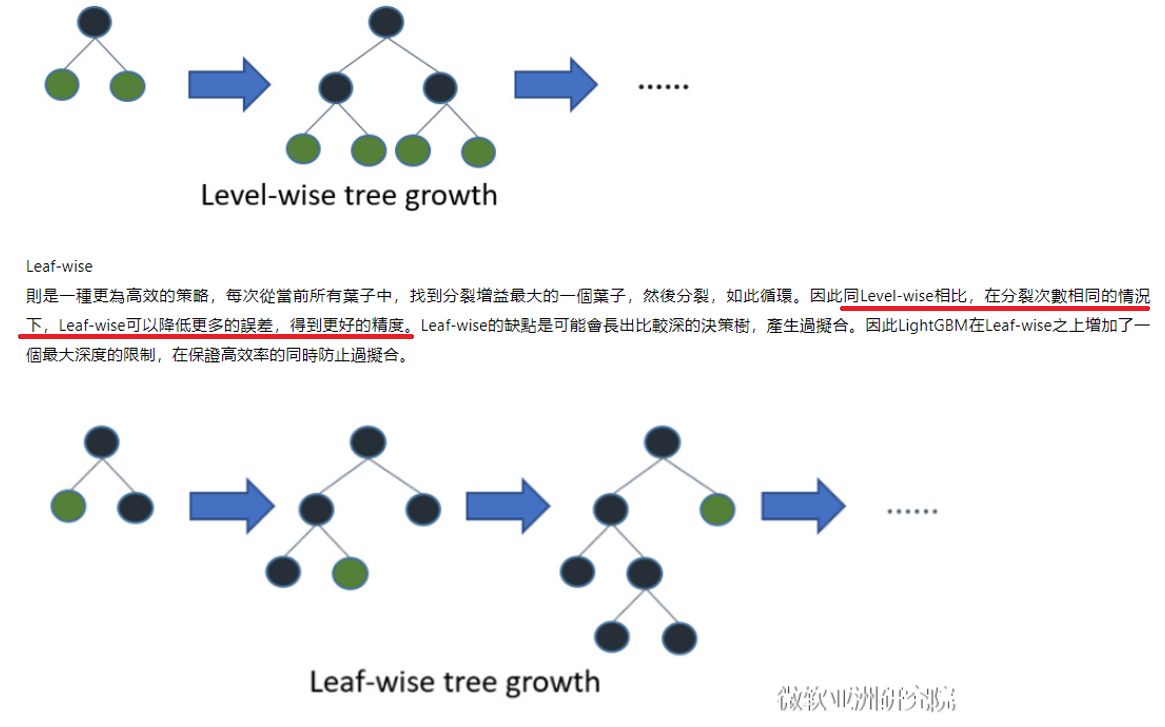 ......
Level-wise tree growth
Leaf-wise
則是一種更為高效的策略，每次從當前所有葉子中，找到分裂增益最大的一個葉子，然後分裂，如此循環。因此同Level-wise相比，在分裂次數相同的情況
下，Leaf-wise可以降低更多的誤差，得到更好的精度。Leaf-wise的缺點是可能會長出比較深的決策樹，產生過擬合。因此LightGBM在Leaf-wise之上增加了一
個最大深度的限制，在保證高效率的同時防止過擬合。
......
Leaf-wise tree growth
微软亚洲研究院